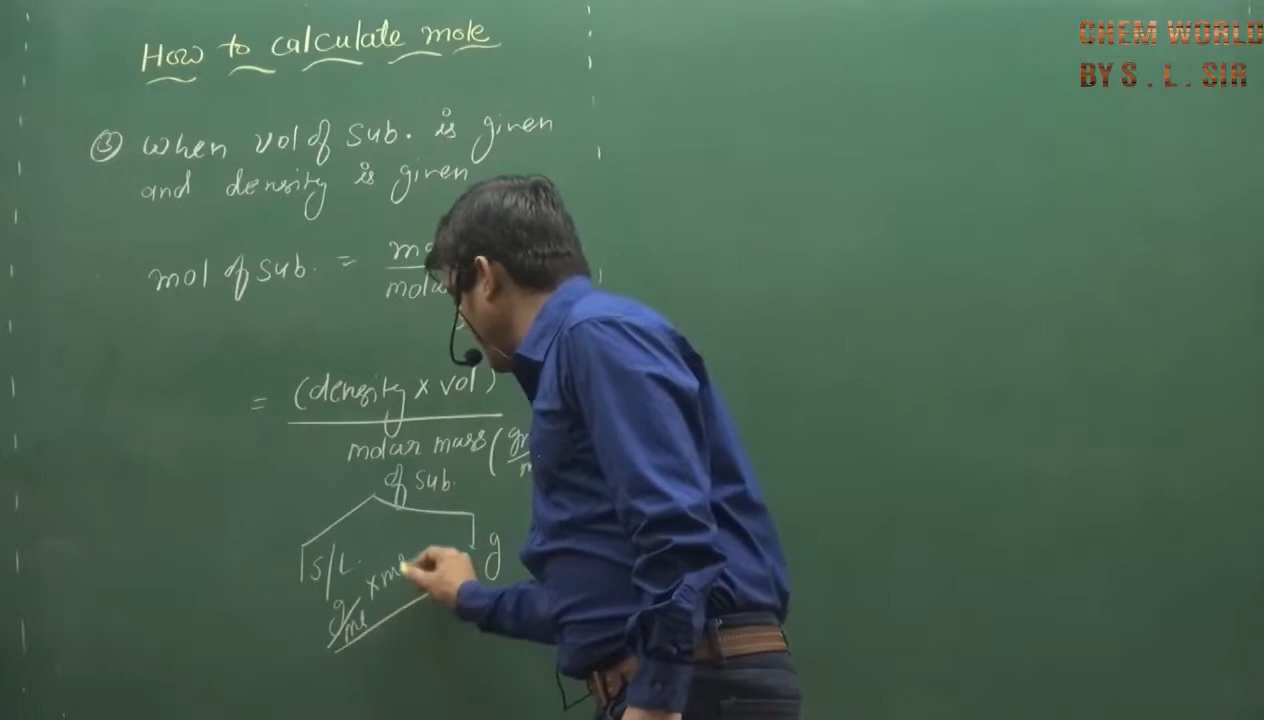 CHEM WORLD
BY S . L . SIR
How to calculate mole
③ when vol of sub. is given
and density is given
mol of sub. =
= (density x vol)
molar mass (
of sub.
S/L. g
g/ml x m